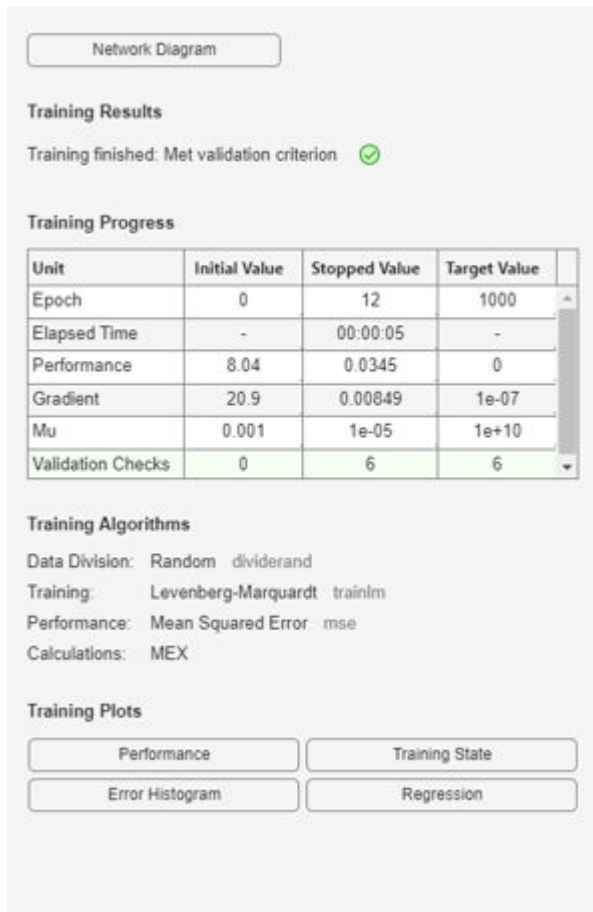 Network Diagram
Training Results
Training finished: Met validation criterion
Training Progress
Unit Initial Value Stopped Value Target Value
Epoch 0 12 1000
Elapsed Time - 00:00:05 -
Performance 8.04 0.0345 0
Gradient 20.9 0.00849 1e-07
Mu 0.001 1e-05 1e+10
Validation Checks 0 6 6
Training Algorithms
Data Division: Random dividerand
Training: Levenberg-Marquardt trainlm
Performance: Mean Squared Error mse
Calculations: MEX
Training Plots
Performance Training State
Error Histogram Regression